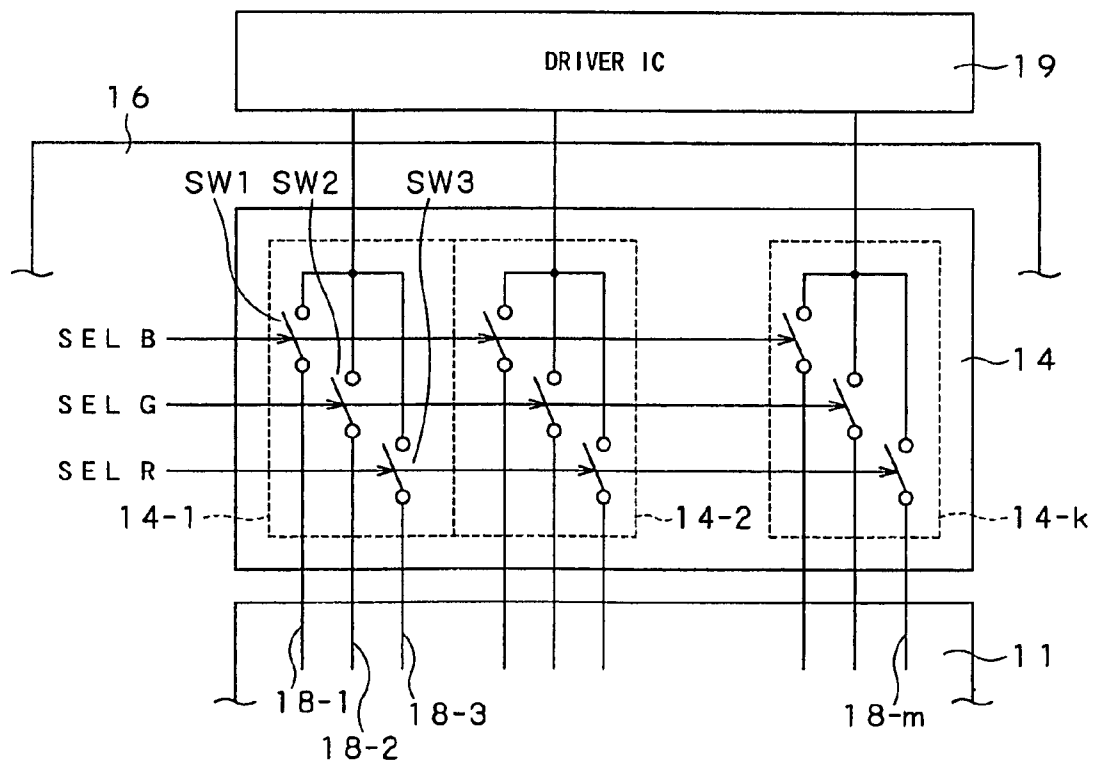 DRIVER IC
19
16
SW1 SW2 SW3
SEL B
14
SEL G
SEL R
14-1
14-2
14-k
11
18-1
18-3
18-m
18-2